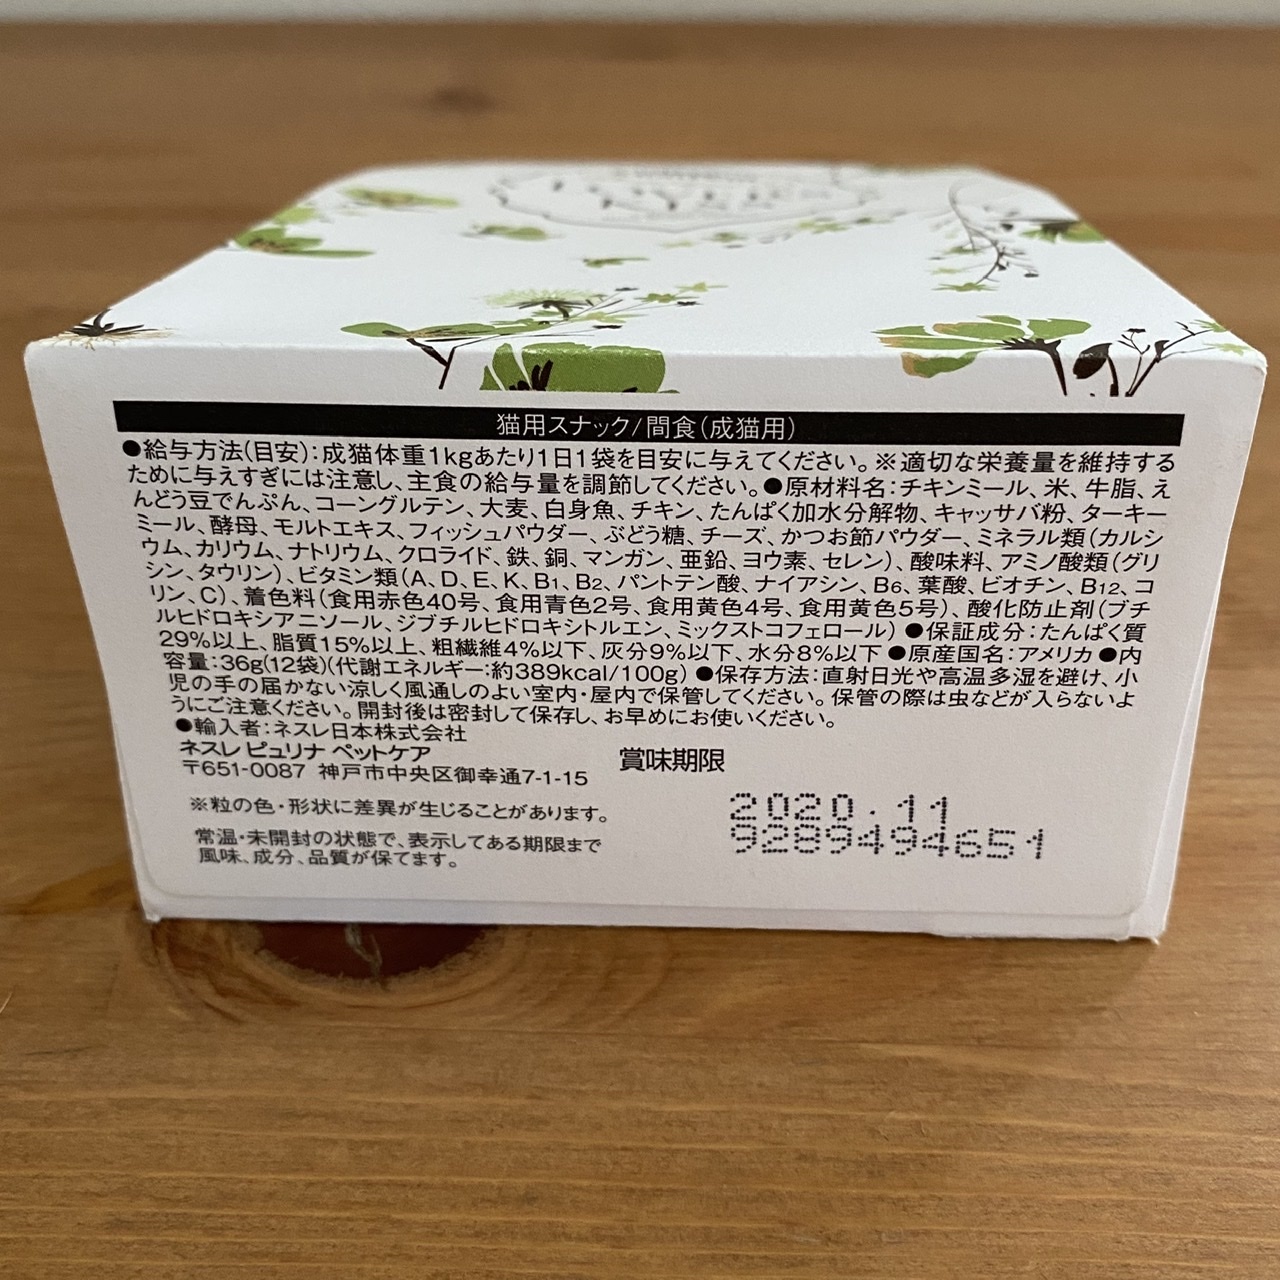 猫用スナック/間食(成猫用)
●給与方法(目安):成猫体重1kgあたり1日1袋を目安に与えてください。※適切な栄養量を維持する
ために与えすぎには注意し、主食の給与量を調節してください。●原材料名:チキンミール、米、牛脂、え
んどう豆でんぷん、コーングルテン、大麦、白身魚、チキン、たんぱく加水分解物、キャッサバ粉、ターキー
ミール、酵母、モルトエキス、フィッシュパウダー、ぶどう糖、チーズ、かつお節パウダー、ミネラル類(カルシ
ウム、カリウム、ナトリウム、クロライド、鉄、銅、マンガン、亜鉛、ヨウ素、セレン)、酸味料、アミノ酸類(グリ
シン、タウリン)、ビタミン類(A、D、E、K、B1、B2、パントテン酸、ナイアシン、B6、葉酸、ビオチン、B12、コ
リン、C)、着色料(食用赤色40号、食用青色2号、食用黄色4号、食用黄色5号)、酸化防止剤(ブチ
ルヒドロキシアニソール、ジブチルヒドロキシトルエン、ミックストコフェロール)●保証成分:たんぱく質
29%以上、脂質15%以上、粗繊維4%以下、灰分9%以下、水分8%以下●原産国名:アメリカ●内
容量:36g(12袋)(代謝エネルギー:約389kcal/100g)●保存方法:直射日光や高温多湿を避け、小
児の手の届かない涼しく風通しのよい室内・屋内で保管してください。保管の際は虫などが入らないよ
うにご注意ください。開封後は密封して保存し、お早めにお使いください。
●輸入者:ネスレ日本株式会社
ネスレ ピュリナ ペットケア
〒651-0087 神戸市中央区御幸通7-1-15
賞味期限
2020.11
9289494651
※粒の色・形状に差異が生じることがあります。
常温・未開封の状態で、表示してある期限まで
風味、成分、品質が保てます。